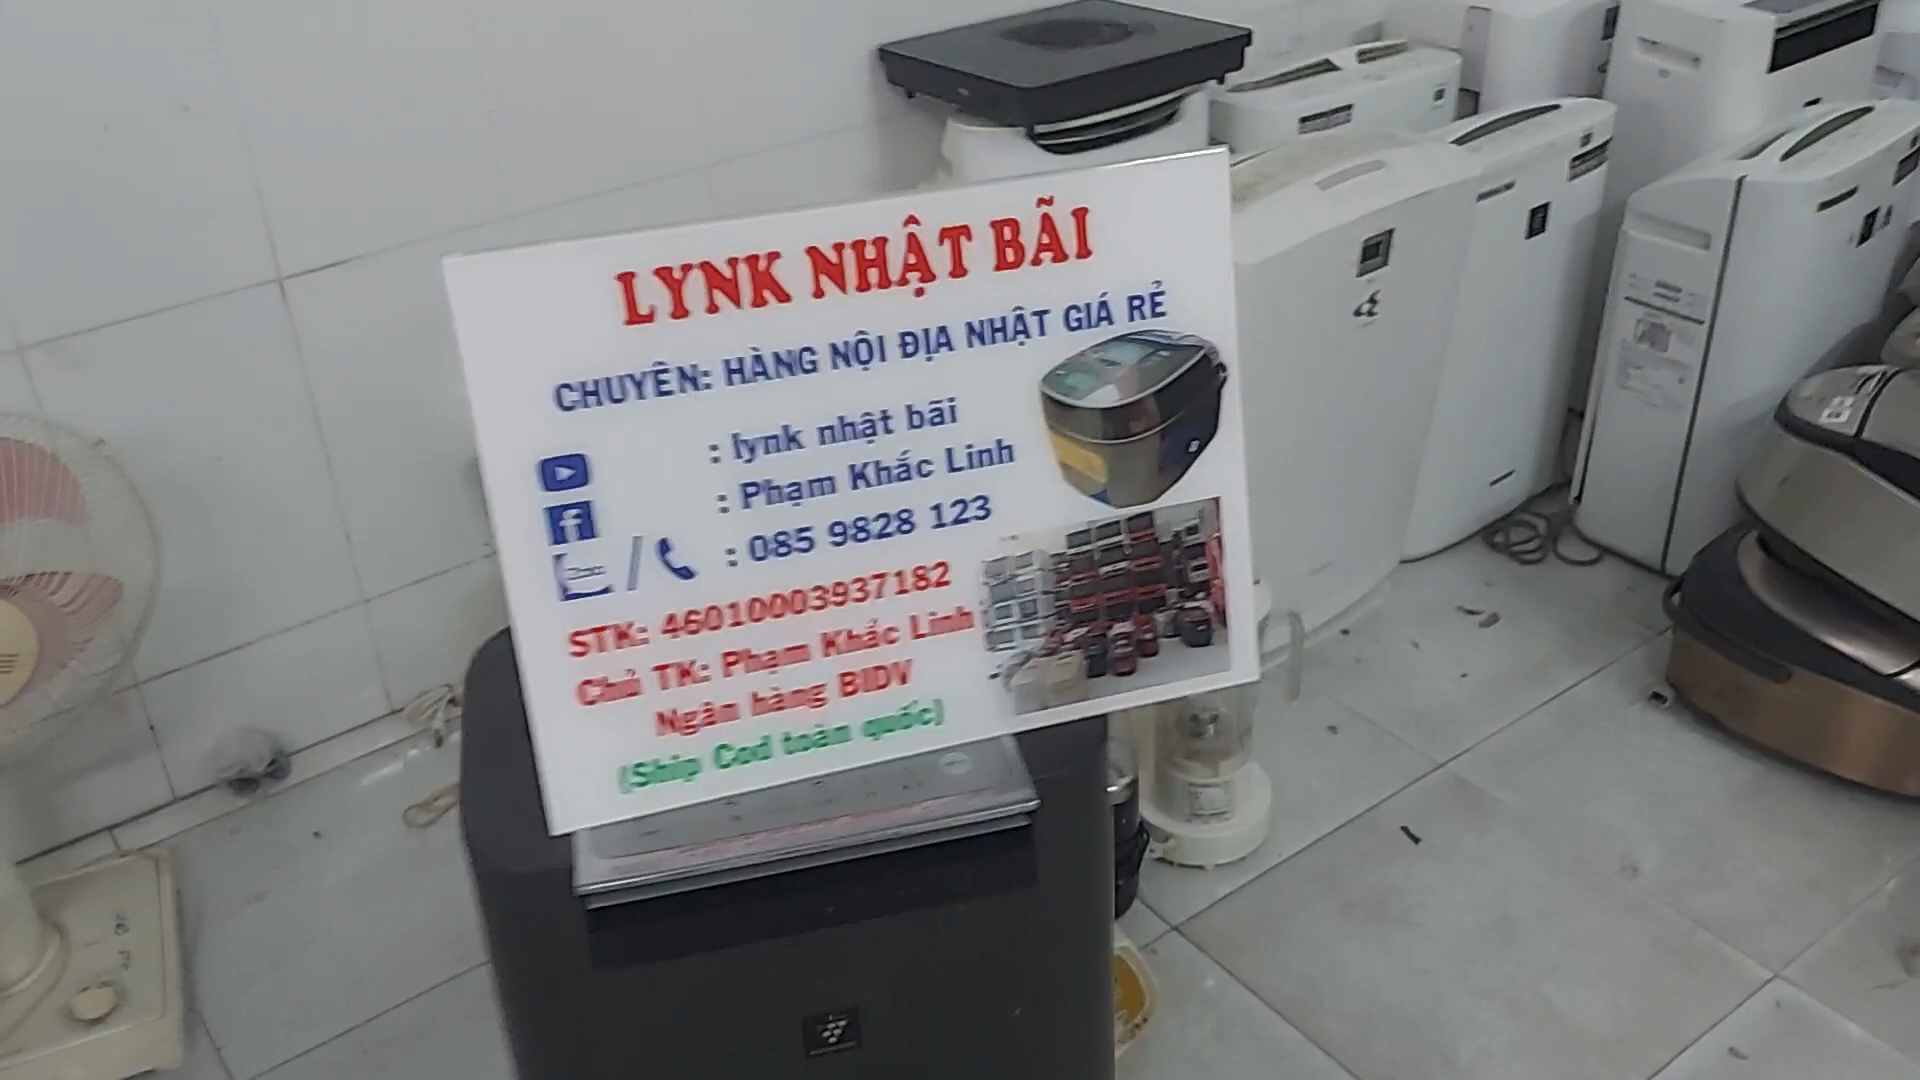 LYNK NHẬT BÃI
CHUYÊN: HÀNG NỘI ĐỊA NHẬT GIÁ RẺ
: lynk nhật bãi
: Phạm Khắc Linh
Zalo / : 085 9828 123
STK: 46010003937182
Chủ TK: Phạm Khắc Linh
Ngân hàng BIDV
(Ship Cod toàn quốc)